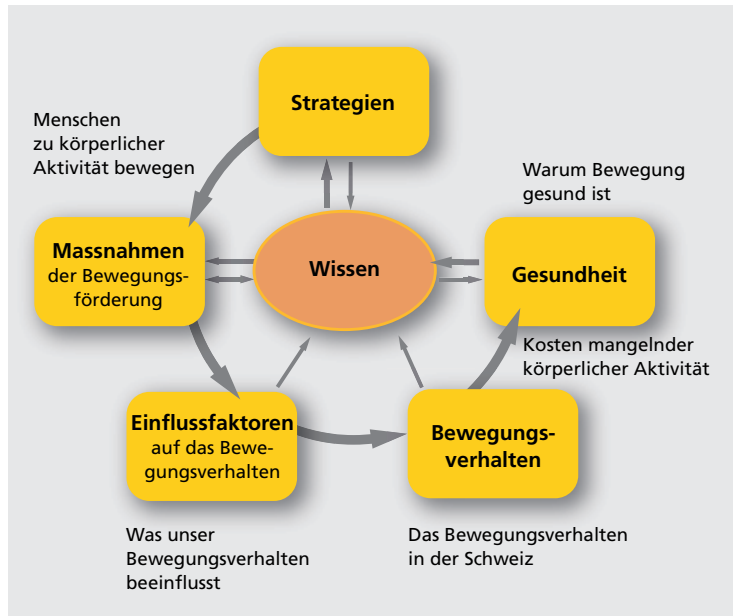 Strategien
Menschen
zu körperlicher
Aktivität bewegen
Warum Bewegung
gesund ist
Massnahmen
der Bewegungs-
förderung
Wissen
Gesundheit
Kosten mangelnder
körperlicher Aktivität
Einflussfaktoren
auf das Bewe-
gungsverhalten
Bewegungs-
verhalten
Was unser
Bewegungsverhalten
beeinflusst
Das Bewegungsverhalten
in der Schweiz